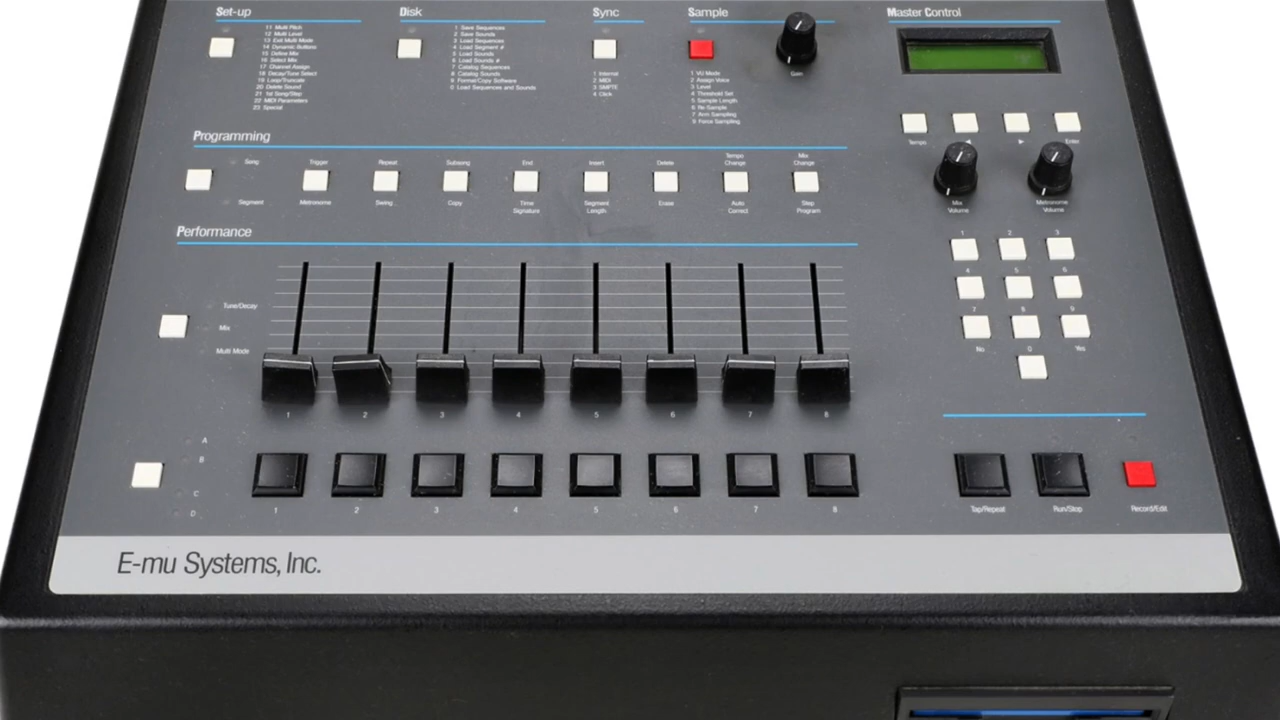 Set-up
11 Multi Pitch
12 Multi Level
13 Exit Multi Mode
14 Dynamic Buttons
15 Define Mix
16 Select Mix
17 Channel Assign
18 Decay/Tune Select
19 Loop/Truncate
20 Delete Sound
21 1st Song/Step
22 MIDI Parameters
23 Special
Disk
1 Save Sequences
2 Save Sounds
3 Load Sequences
4 Load Segment #
5 Load Sounds
6 Load Sounds #
7 Catalog Sequences
8 Catalog Sounds
9 Format/Copy Software
0 Load Sequences and Sounds
Sync
1 Internal
2 MIDI
3 SMPTE
4 Click
Sample
1 VU Mode
2 Assign Voice
3 Level
4 Threshold Set
5 Sample Length
6 Re-Sample
7 Arm Sampling
8 Force Sampling
Gain
Master Control
Tempo
Enter
Mix
Volume
Metronome
Volume
1 2 3
4 5 6
7 8 9
No 0 Yes
Programming
Song Trigger Repeat Subsong End Insert Delete Tempo Change Mix Change
Segment Metronome Swing Copy Time Signature Segment Length Erase Auto Correct Step Program
Performance
Tune/Decay
Mix
Multi Mode
1 2 3 4 5 6 7 8
A
B
C
D
1 2 3 4 5 6 7 8
Tap/Repeat Run/Stop Record/Edit
E-mu Systems, Inc.